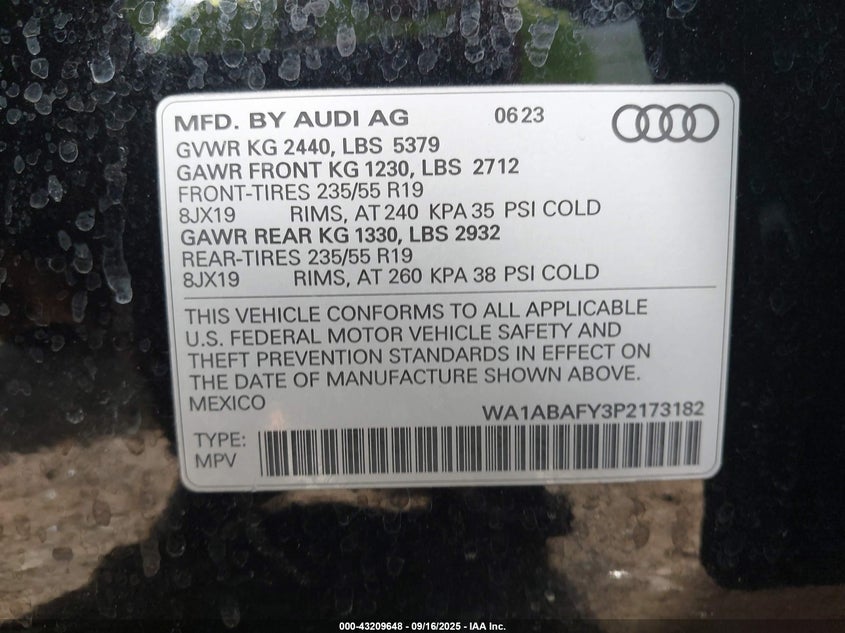 MFD. BY AUDI AG 06 23
GVWR KG 2440, LBS 5379
GAWR FRONT KG 1230, LBS 2712
FRONT-TIRES 235/55 R19
8JX19 RIMS, AT 240 KPA 35 PSI COLD
GAWR REAR KG 1330, LBS 2932
REAR-TIRES 235/55 R19
8JX19 RIMS, AT 260 KPA 38 PSI COLD
THIS VEHICLE CONFORMS TO ALL APPLICABLE
U.S. FEDERAL MOTOR VEHICLE SAFETY AND
THEFT PREVENTION STANDARDS IN EFFECT ON
THE DATE OF MANUFACTURE SHOWN ABOVE.
MEXICO WA1ABAFY3P2173182
TYPE:
MPV
000-43209648 - 09/16/2025 - IAA Inc.